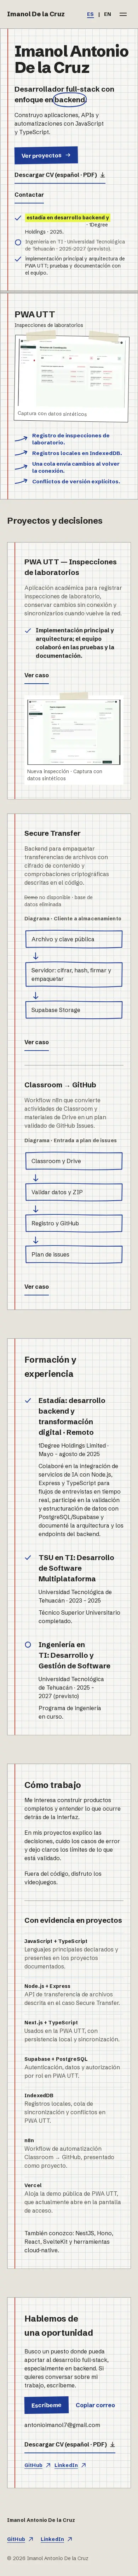 Imanol De la Cruz
ES | EN
Imanol Antonio
De la Cruz
Desarrollador full-stack con
enfoque en backend
Construyo aplicaciones, APIs y
automatizaciones con JavaScript
y TypeScript.
Ver proyectos →
Descargar CV (español · PDF)
Contactar
estadía en desarrollo backend y
· 1Degree
Holdings · 2025.
Ingeniería en TI · Universidad Tecnológica
de Tehuacán · 2025–2027 (previsto).
Implementación principal y arquitectura de
PWA UTT; pruebas y documentación con
el equipo.
PWA UTT
Inspecciones de laboratorios
Captura con datos sintéticos
Registro de inspecciones de
laboratorio.
Registros locales en IndexedDB.
Una cola envía cambios al volver
la conexión.
Conflictos de versión explícitos.
Proyectos y decisiones
PWA UTT — Inspecciones
de laboratorios
Aplicación académica para registrar
inspecciones de laboratorio,
conservar cambios sin conexión y
sincronizarlos cuando vuelve la red.
Implementación principal y
arquitectura; el equipo
colaboró en las pruebas y la
documentación.
Ver caso
Nueva inspección · Captura con
datos sintéticos
Secure Transfer
Backend para empaquetar
transferencias de archivos con
cifrado de contenido y
comprobaciones criptográficas
descritas en el código.
Demo no disponible · base de
datos eliminada
Diagrama · Cliente a almacenamiento
Archivo y clave pública
Servidor: cifrar, hash, firmar y
empaquetar
Supabase Storage
Ver caso
Classroom → GitHub
Workflow n8n que convierte
actividades de Classroom y
materiales de Drive en un plan
validado de GitHub Issues.
Diagrama · Entrada a plan de issues
Classroom y Drive
Validar datos y ZIP
Registro y GitHub
Plan de issues
Ver caso
Formación y
experiencia
Estadía: desarrollo
backend y
transformación
digital · Remoto
1Degree Holdings Limited ·
Mayo – agosto de 2025
Colaboré en la integración de
servicios de IA con Node.js,
Express y TypeScript para
flujos de entrevistas en tiempo
real, participé en la validación
y estructuración de datos con
PostgreSQL/Supabase y
documenté la arquitectura y los
endpoints del backend.
TSU en TI: Desarrollo
de Software
Multiplataforma
Universidad Tecnológica de
Tehuacán · 2023 – 2025
Técnico Superior Universitario
completado.
Ingeniería en
TI: Desarrollo y
Gestión de Software
Universidad Tecnológica
de Tehuacán · 2025 –
2027 (previsto)
Programa de ingeniería
en curso.
Cómo trabajo
Me interesa construir productos
completos y entender lo que ocurre
detrás de la interfaz.
En mis proyectos explico las
decisiones, cuido los casos de error
y dejo claros los límites de lo que
está validado.
Fuera del código, disfruto los
videojuegos.
Con evidencia en proyectos
JavaScript + TypeScript
Lenguajes principales declarados y
presentes en los proyectos
documentados.
Node.js + Express
API de transferencia de archivos
descrita en el caso Secure Transfer.
Next.js + TypeScript
Usados en la PWA UTT, con
persistencia local y sincronización.
Supabase + PostgreSQL
Autenticación, datos y autorización
por rol en PWA UTT.
IndexedDB
Registros locales, cola de
sincronización y conflictos en
PWA UTT.
n8n
Workflow de automatización
Classroom → GitHub, presentado
como proyecto.
Vercel
Aloja la demo pública de PWA UTT,
que actualmente abre en la pantalla
de acceso.
También conozco: NestJS, Hono,
React, SvelteKit y herramientas
cloud-native.
Hablemos de
una oportunidad
Busco un puesto donde pueda
aportar al desarrollo full-stack,
especialmente en backend. Si
quieres conversar sobre mi
trabajo, escríbeme.
Escribeme
Copiar correo
antonioimanol7@gmail.com
Descargar CV (español · PDF)
GitHub LinkedIn
Imanol Antonio De la Cruz
GitHub LinkedIn
© 2026 Imanol Antonio De la Cruz